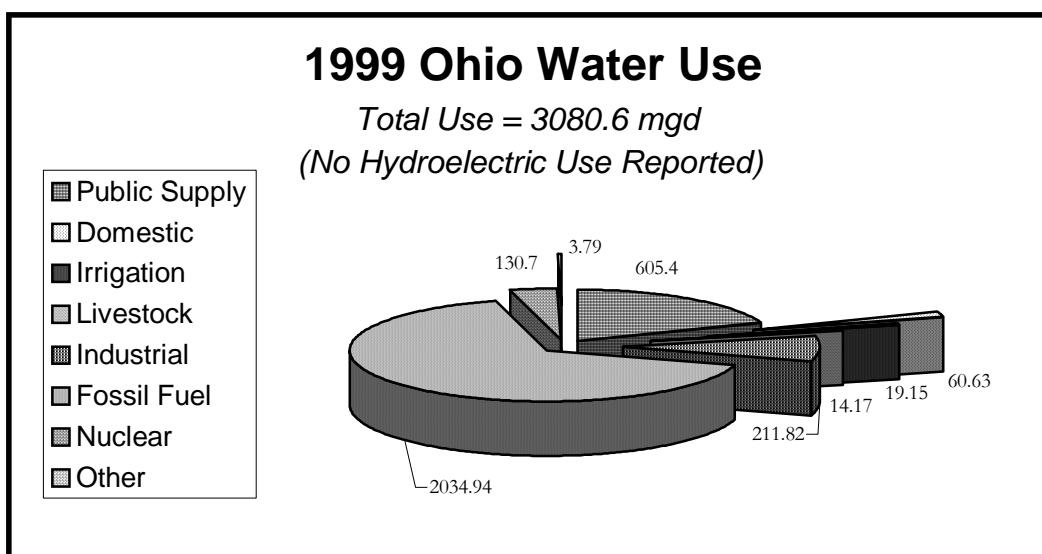 1999 Ohio Water Use
Total Use = 3080.6 mgd
(No Hydroelectric Use Reported)
Public Supply
Domestic
Irrigation
Livestock
Industrial
Fossil Fuel
Nuclear
Other
130.7
3.79
605.4
60.63
19.15
14.17
211.82
2034.94